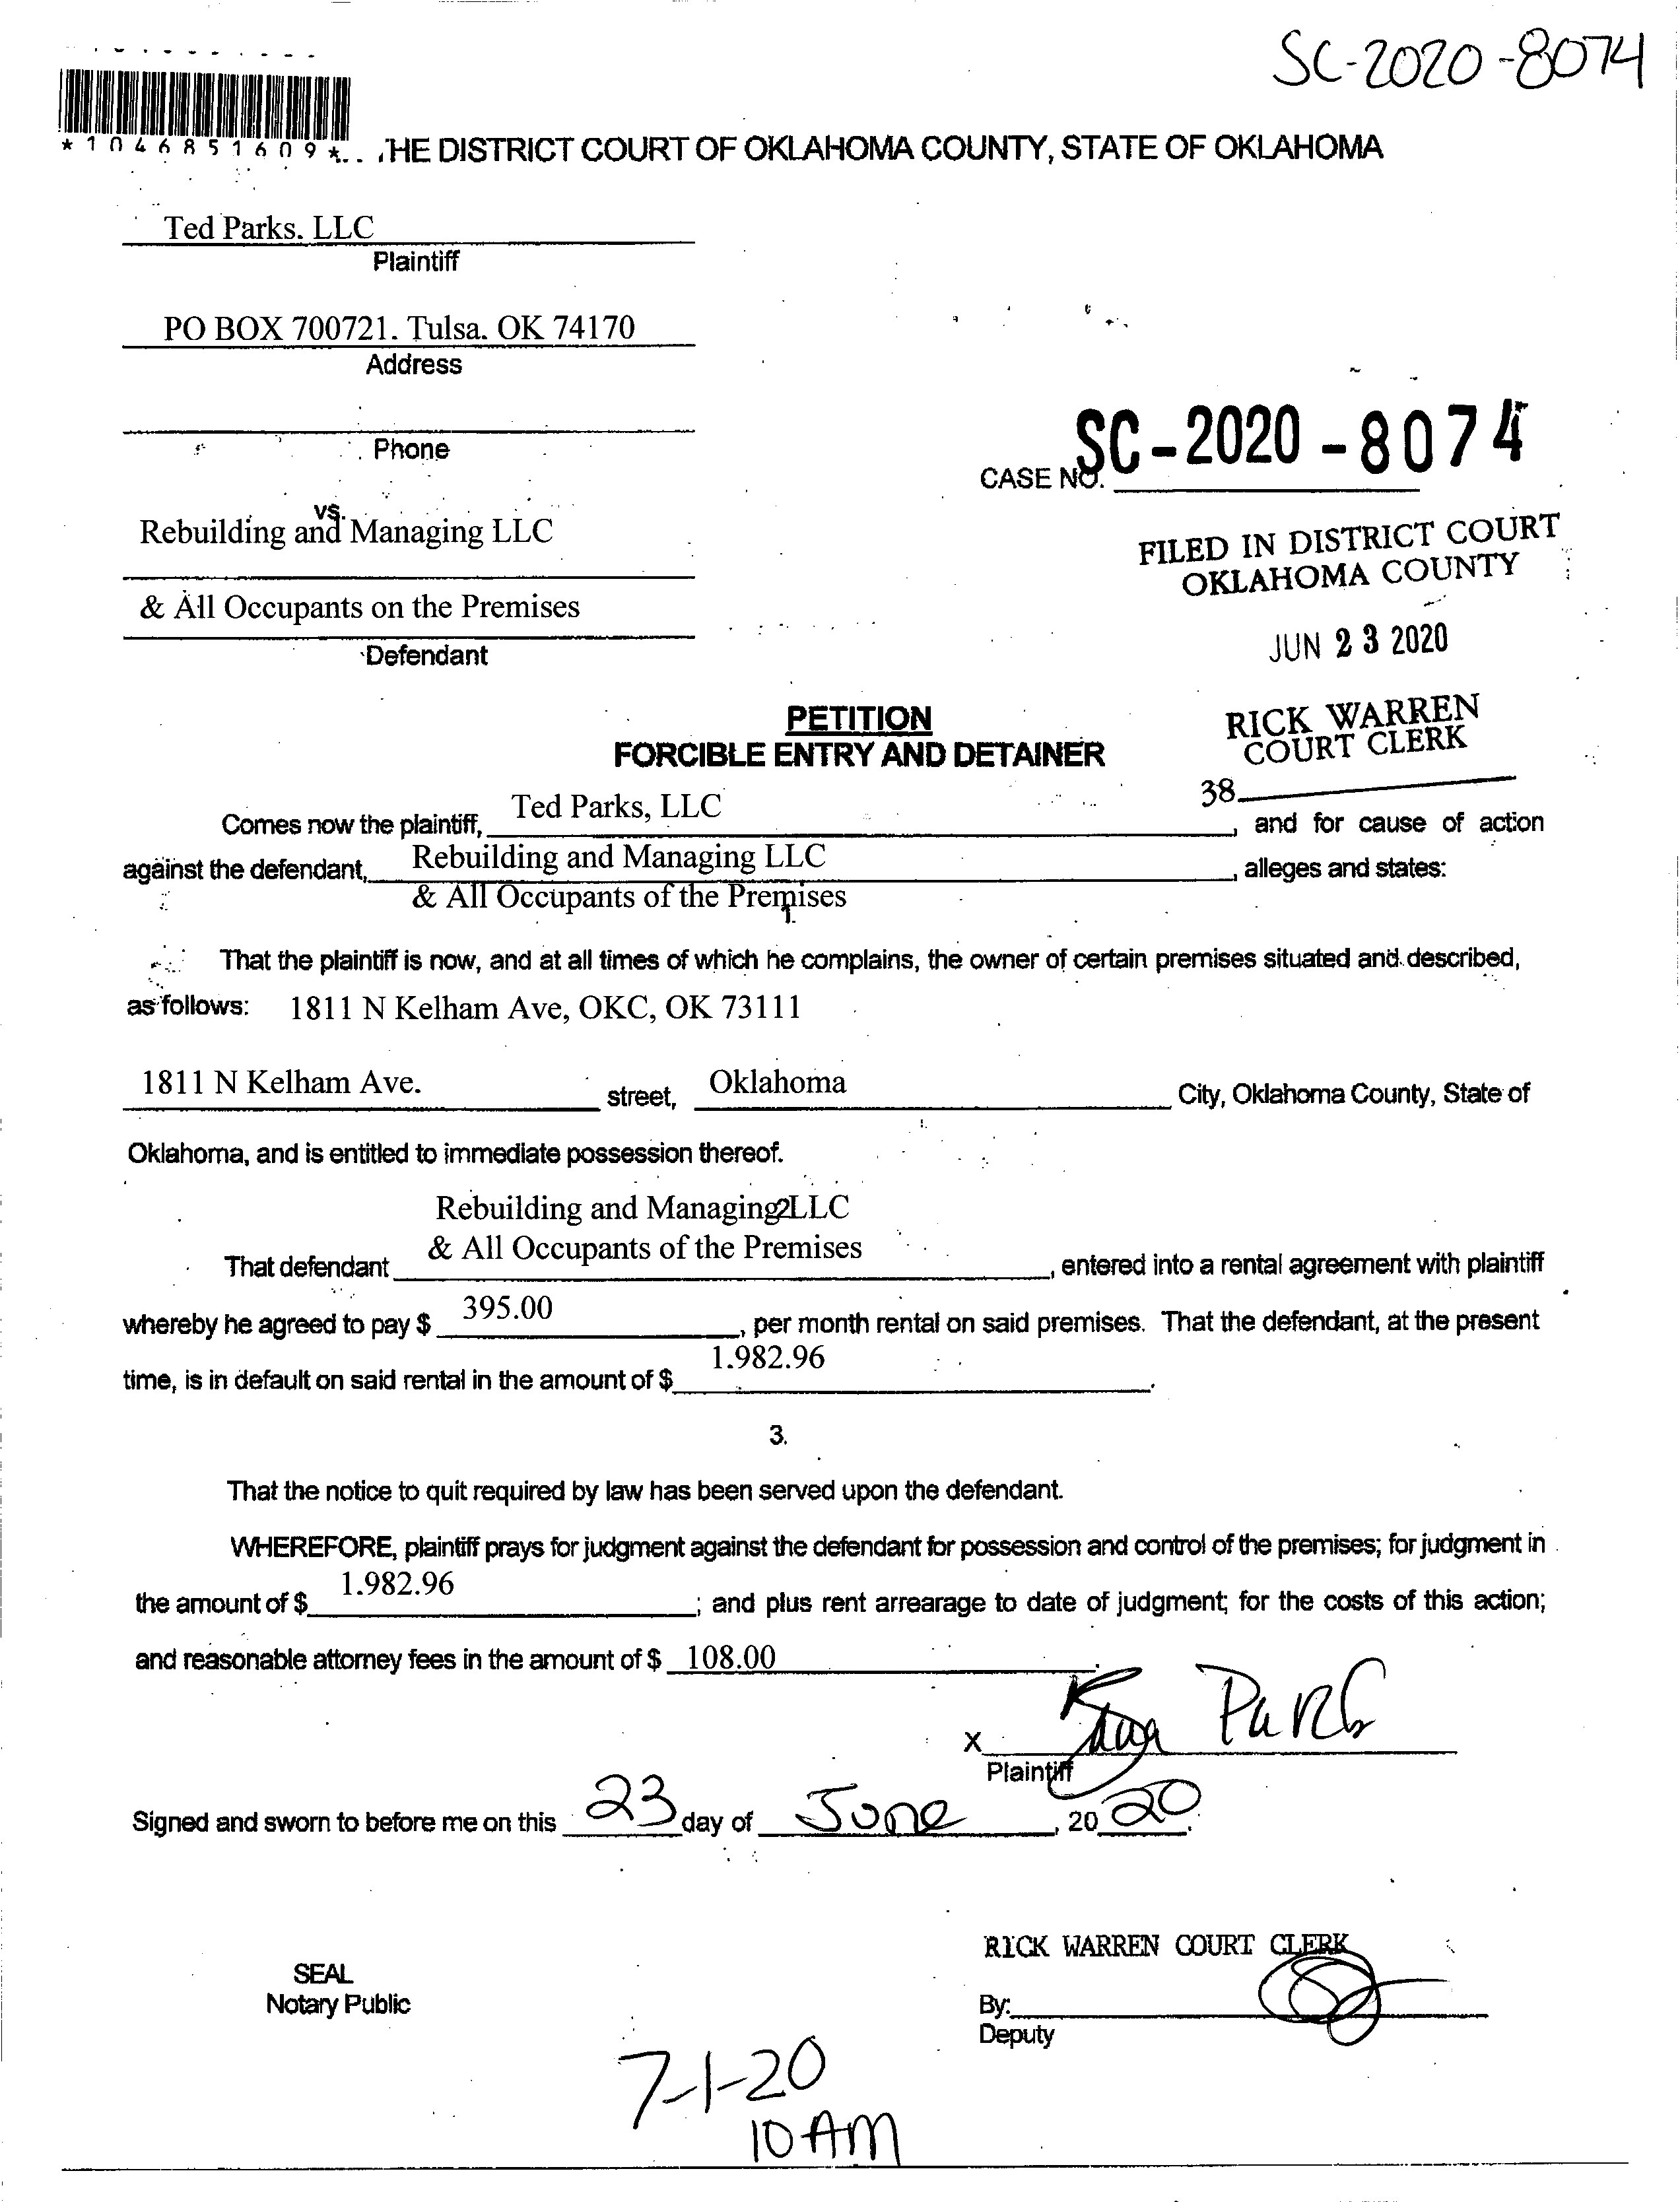 SC-2020-8074
*1046851609*
THE DISTRICT COURT OF OKLAHOMA COUNTY, STATE OF OKLAHOMA
Ted Parks. LLC
Plaintiff
PO BOX 700721. Tulsa. OK 74170
Address
Phone
CASE NO. SC-2020-8074
vs.
Rebuilding and Managing LLC
& All Occupants on the Premises
Defendant
FILED IN DISTRICT COURT
OKLAHOMA COUNTY
JUN 23 2020
RICK WARREN
COURT CLERK
38
PETITION
FORCIBLE ENTRY AND DETAINER
Comes now the plaintiff, Ted Parks, LLC, and for cause of action
against the defendant, Rebuilding and Managing LLC, alleges and states:
& All Occupants of the Premises
1.
That the plaintiff is now, and at all times of which he complains, the owner of certain premises situated and described,
as follows: 1811 N Kelham Ave, OKC, OK 73111
1811 N Kelham Ave. street, Oklahoma City, Oklahoma County, State of
Oklahoma, and is entitled to immediate possession thereof.
2
Rebuilding and Managing LLC
That defendant & All Occupants of the Premises, entered into a rental agreement with plaintiff
whereby he agreed to pay $ 395.00, per month rental on said premises. That the defendant, at the present
time, is in default on said rental in the amount of $ 1.982.96.
3.
That the notice to quit required by law has been served upon the defendant.
WHEREFORE, plaintiff prays for judgment against the defendant for possession and control of the premises; for judgment in
the amount of $ 1.982.96; and plus rent arrearage to date of judgment; for the costs of this action;
and reasonable attorney fees in the amount of $ 108.00.
x Parks
Plaintiff
Signed and sworn to before me on this 23 day of June, 2020.
RICK WARREN COURT CLERK
SEAL
Notary Public
By:
Deputy
7-1-20
10 AM